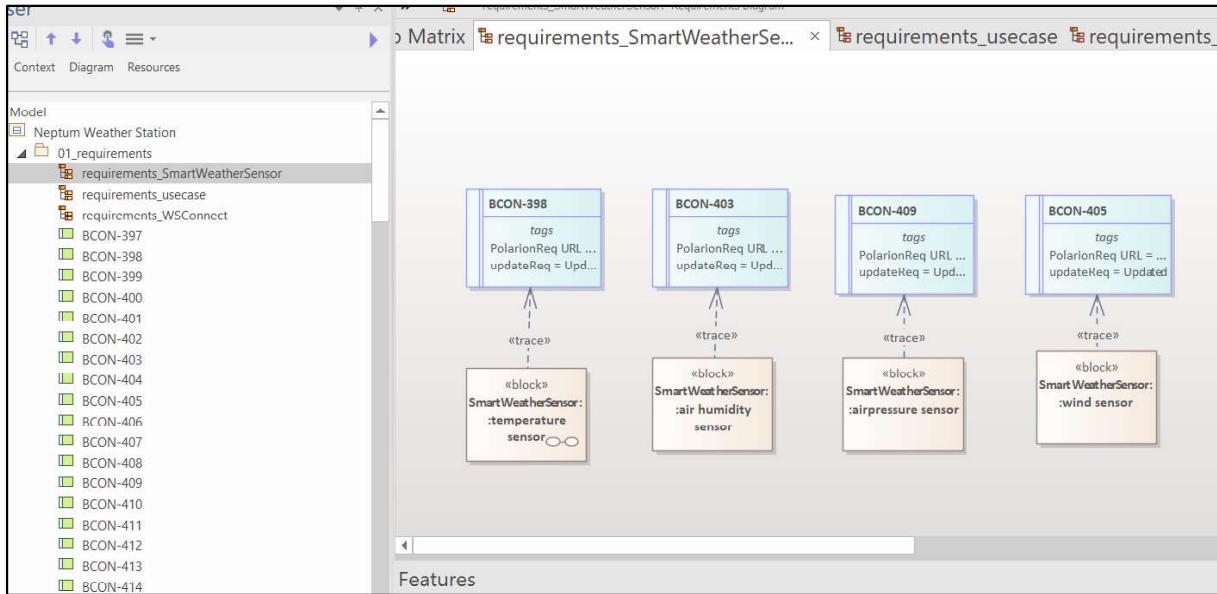 ser
requirements_SmartWeatherSensor: Requirements Diagram
Context Diagram Resources
Matrix requirements_SmartWeatherSe... × requirements_usecase requirements_
Model
Neptum Weather Station
01_requirements
requirements_SmartWeatherSensor
requirements_usecase
requirements_WSConnect
BCON-397
BCON-398
BCON-399
BCON-400
BCON-401
BCON-402
BCON-403
BCON-404
BCON-405
BCON-406
BCON-407
BCON-408
BCON-409
BCON-410
BCON-411
BCON-412
BCON-413
BCON-414
BCON-398
tags
PolarionReq URL ...
updateReq = Upd...
«trace»
«block»
SmartWeatherSensor:
:temperature
sensor
BCON-403
tags
PolarionReq URL ...
updateReq = Upd...
«trace»
«block»
SmartWeatherSensor:
:air humidity
sensor
BCON-409
tags
PolarionReq URL ...
updateReq = Upd...
«trace»
«block»
SmartWeatherSensor:
:airpressure sensor
BCON-405
tags
PolarionReq URL = ...
updateReq = Updated
«trace»
«block»
SmartWeatherSensor:
:wind sensor
Features